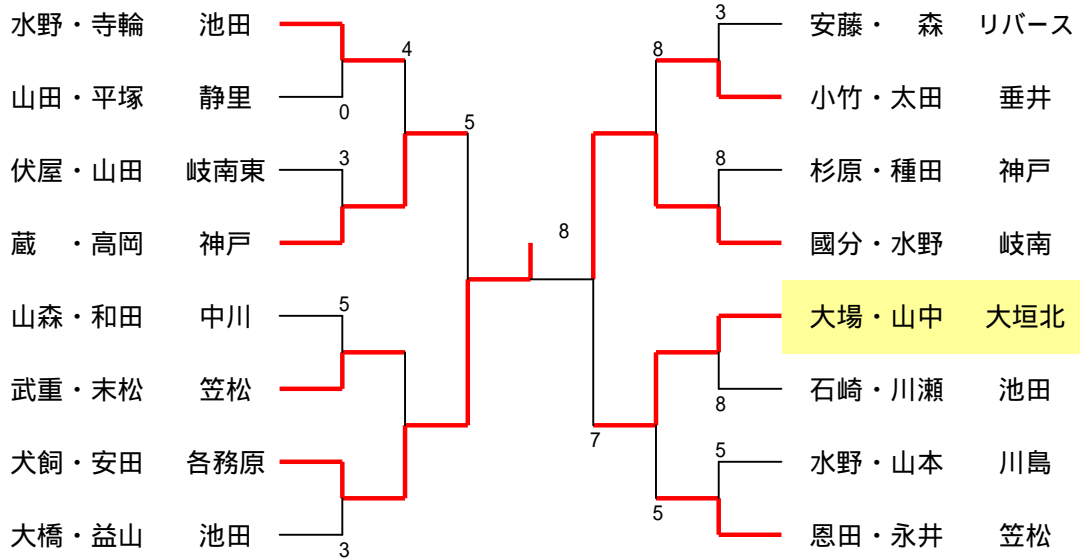 水野・寺輪 池田
山田・平塚 静里
伏屋・山田 岐南東
蔵 ・高岡 神戸
山森・和田 中川
武重・末松 笠松
犬飼・安田 各務原
大橋・益山 池田
0
3
5
3
4
5
8
8
7
5
3
8
8
5
安藤・ 森 リバース
小竹・太田 垂井
杉原・種田 神戸
國分・水野 岐南
大場・山中 大垣北
石崎・川瀬 池田
水野・山本 川島
恩田・永井 笠松